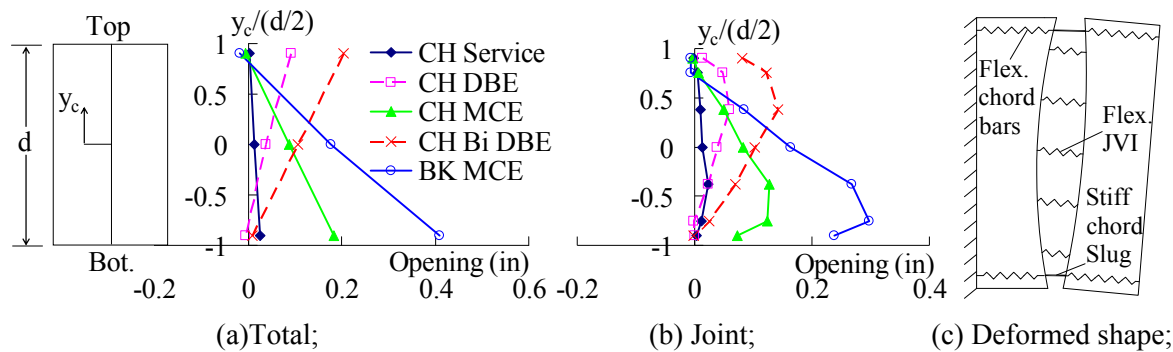 Top
d
y_c
Bot.
y_c/(d/2)
1
0.5
0
-0.5
-1
-0.2
0
0.2
0.4
0.6
Opening (in)
CH Service
CH DBE
CH MCE
CH Bi DBE
BK MCE
(a)Total;
y_c/(d/2)
1
0.5
0
-0.5
-1
-0.2
0
0.2
0.4
Opening (in)
(b) Joint;
Flex.
chord
bars
Flex.
JVI
Stiff
chord
Slug
(c) Deformed shape;